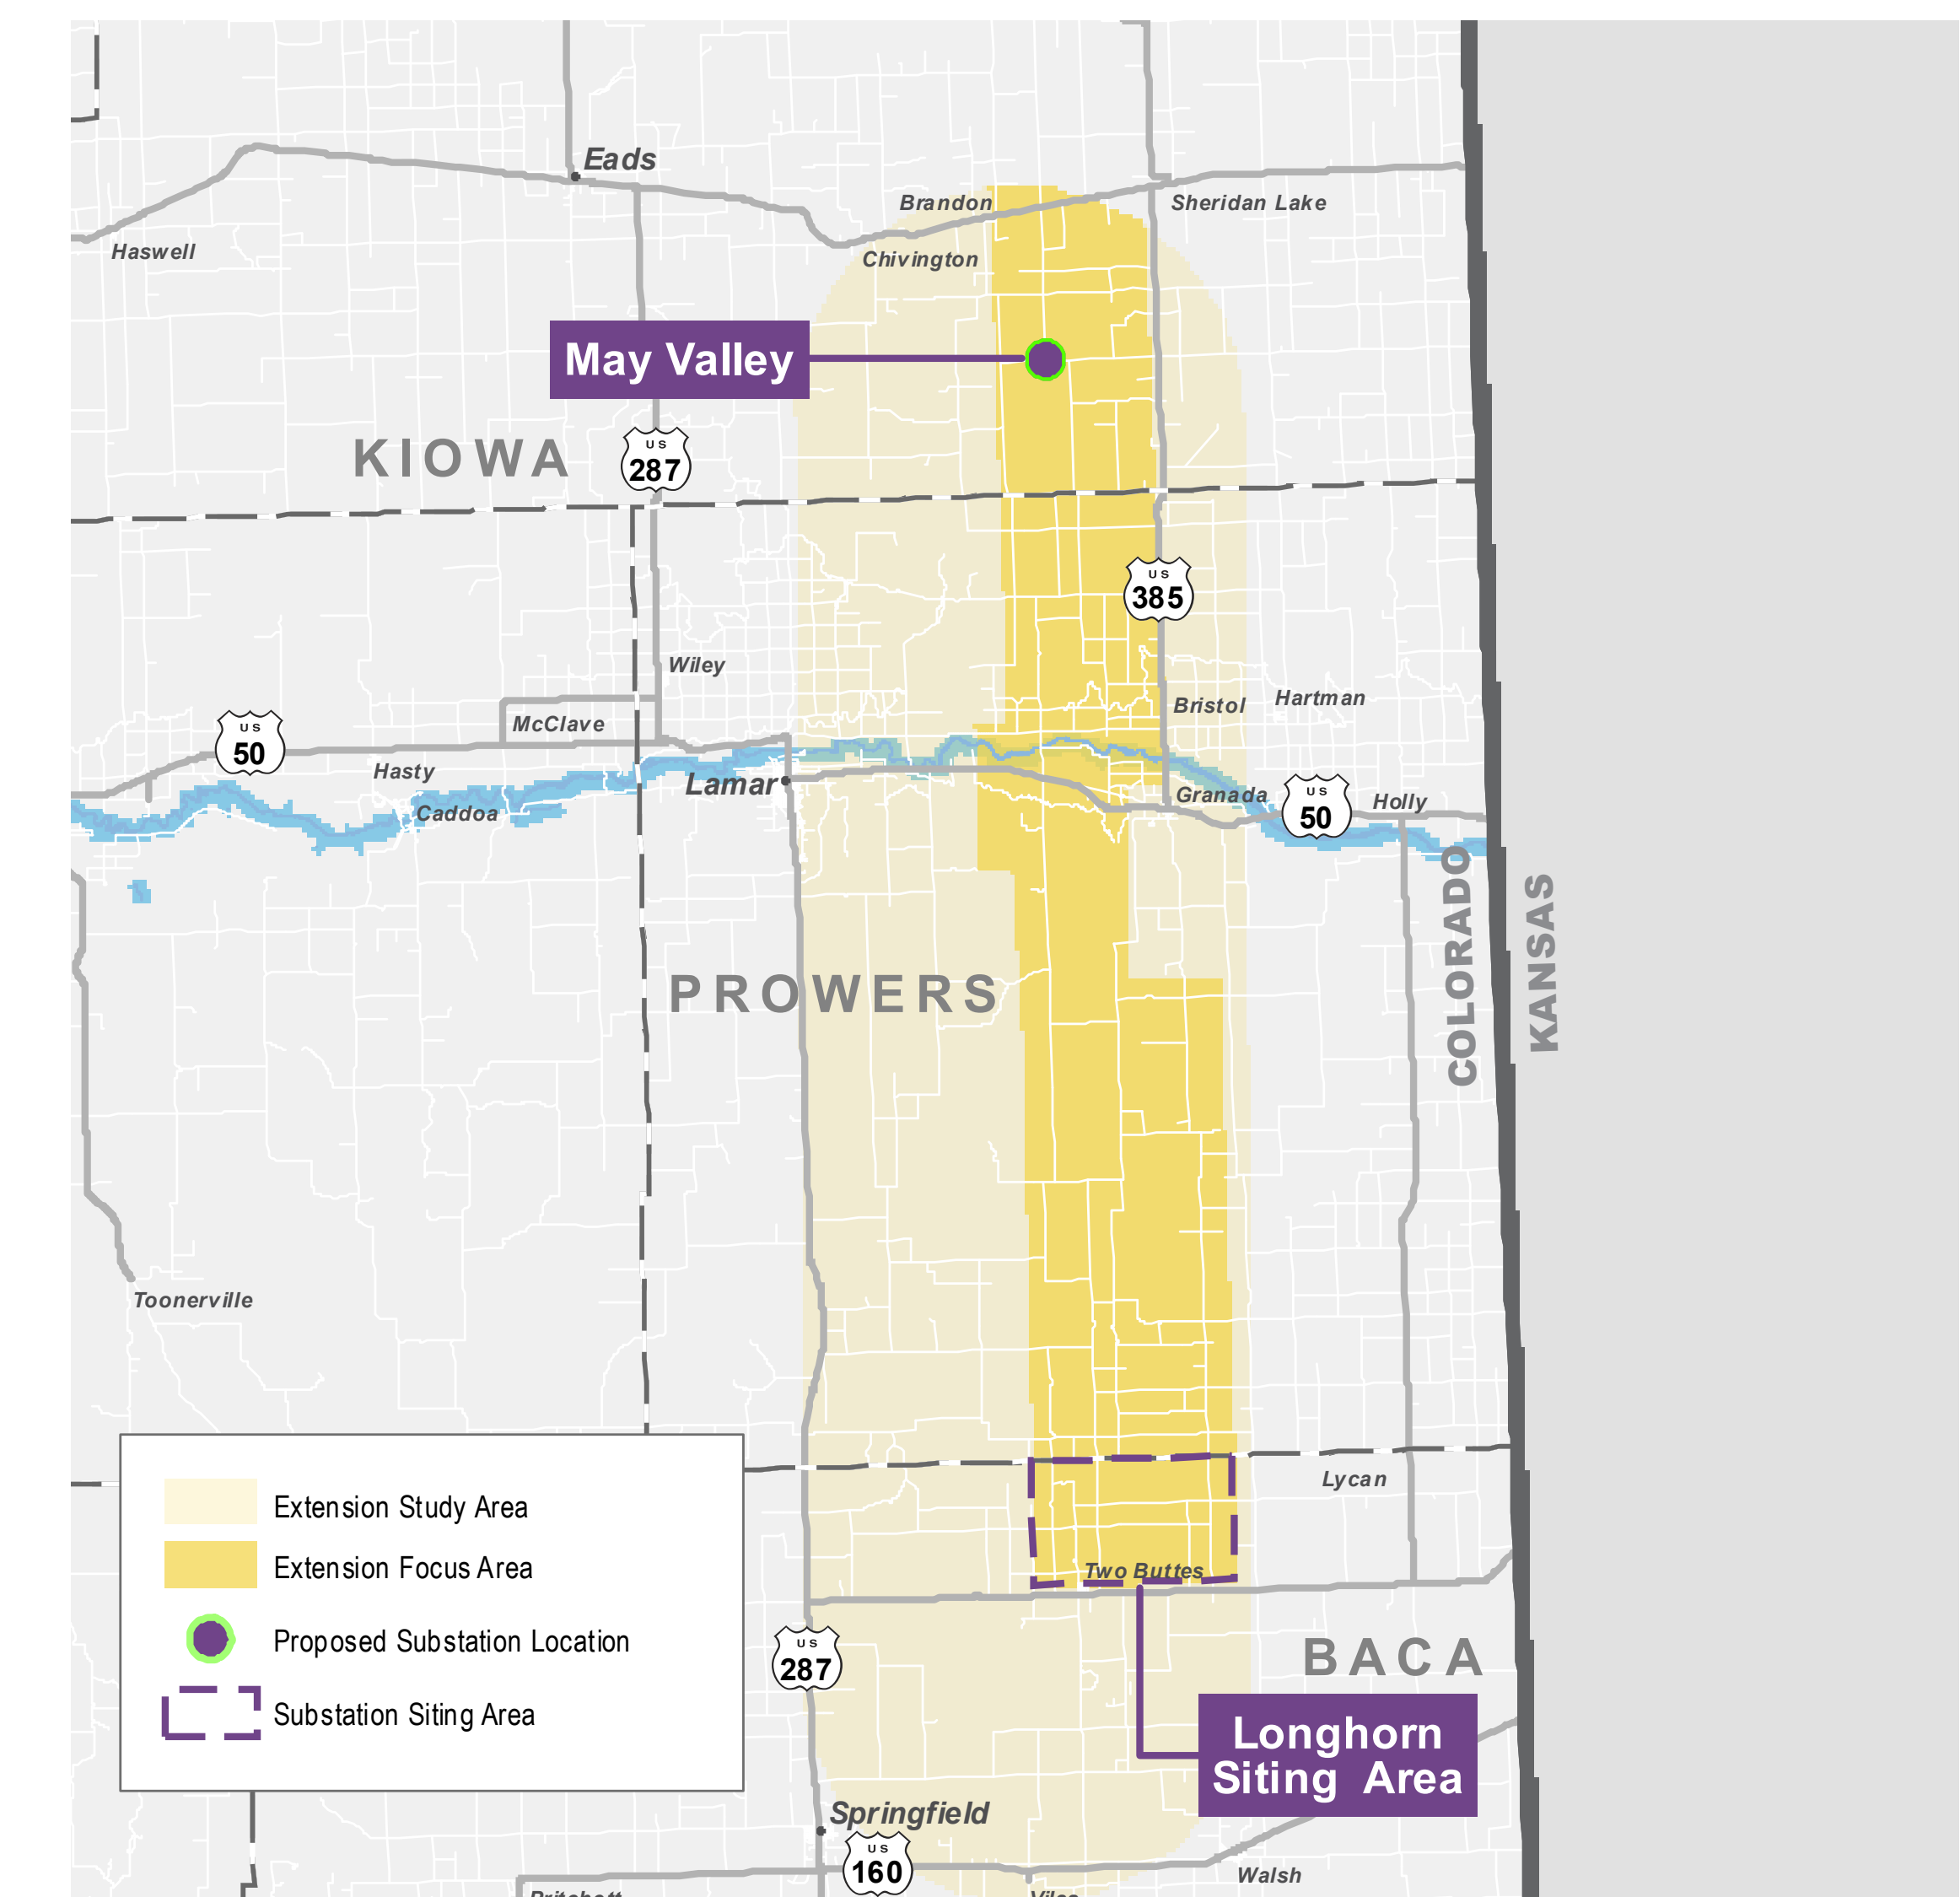 Eads
Brandon
Sheridan Lake
Haswell
Chivington
May Valley
KIOWA
US
287
US
385
Wiley
Bristol
Hartman
McClave
US
50
Hasty
Lamar
Caddoa
Granada
US
50
Holly
COLORADO
KANSAS
PROWERS
Toonerville
Lycan
Extension Study Area
Extension Focus Area
Proposed Substation Location
Substation Siting Area
Two Buttes
US
287
BACA
Longhorn
Siting Area
Springfield
US
160
Walsh
Pritchett
Vilas